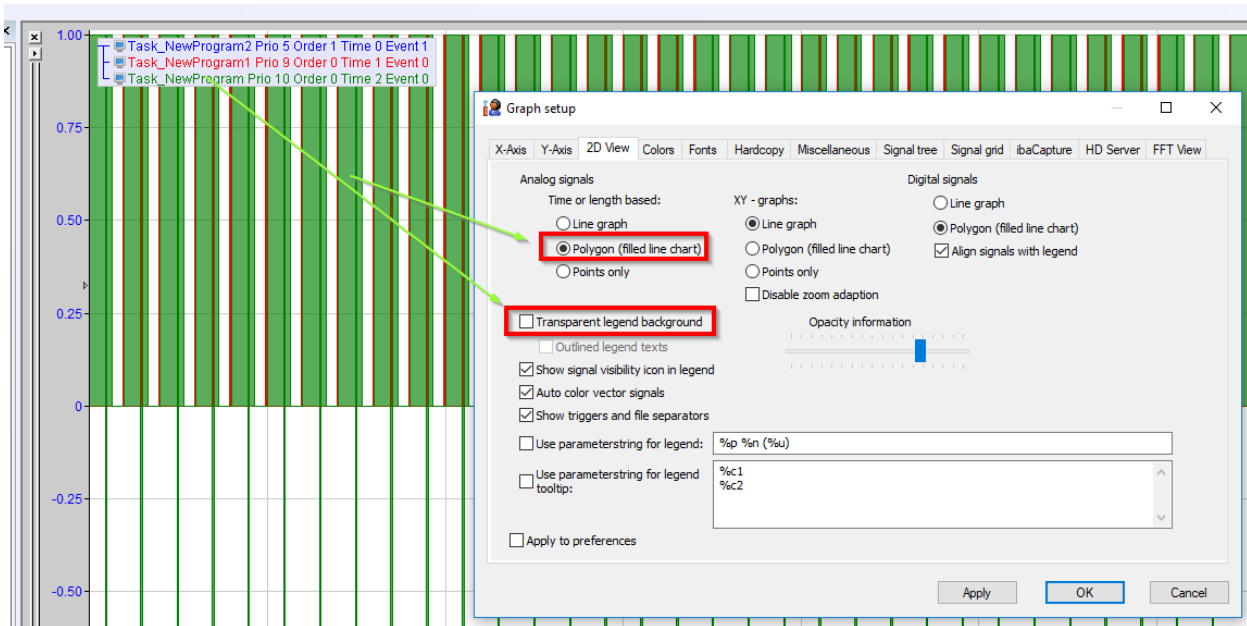 1.00
Task_NewProgram2 Prio 5 Order 1 Time 0 Event 1
Task_NewProgram1 Prio 9 Order 0 Time 1 Event 0
Task_NewProgram Prio 10 Order 0 Time 2 Event 0
0.75
0.50
0.25
0
-0.25
-0.50
Graph setup
X-Axis Y-Axis 2D View Colors Fonts Hardcopy Miscellaneous Signal tree Signal grid ibaCapture HD Server FFT View
Analog signals
Time or length based:
Line graph
Polygon (filled line chart)
Points only
XY - graphs:
Line graph
Polygon (filled line chart)
Points only
Disable zoom adaption
Digital signals
Line graph
Polygon (filled line chart)
Align signals with legend
Transparent legend background
Outlined legend texts
Opacity information
Show signal visibility icon in legend
Auto color vector signals
Show triggers and file separators
Use parameterstring for legend: %p %n (%u)
Use parameterstring for legend
tooltip:
%c1
%c2
Apply to preferences
Apply OK Cancel